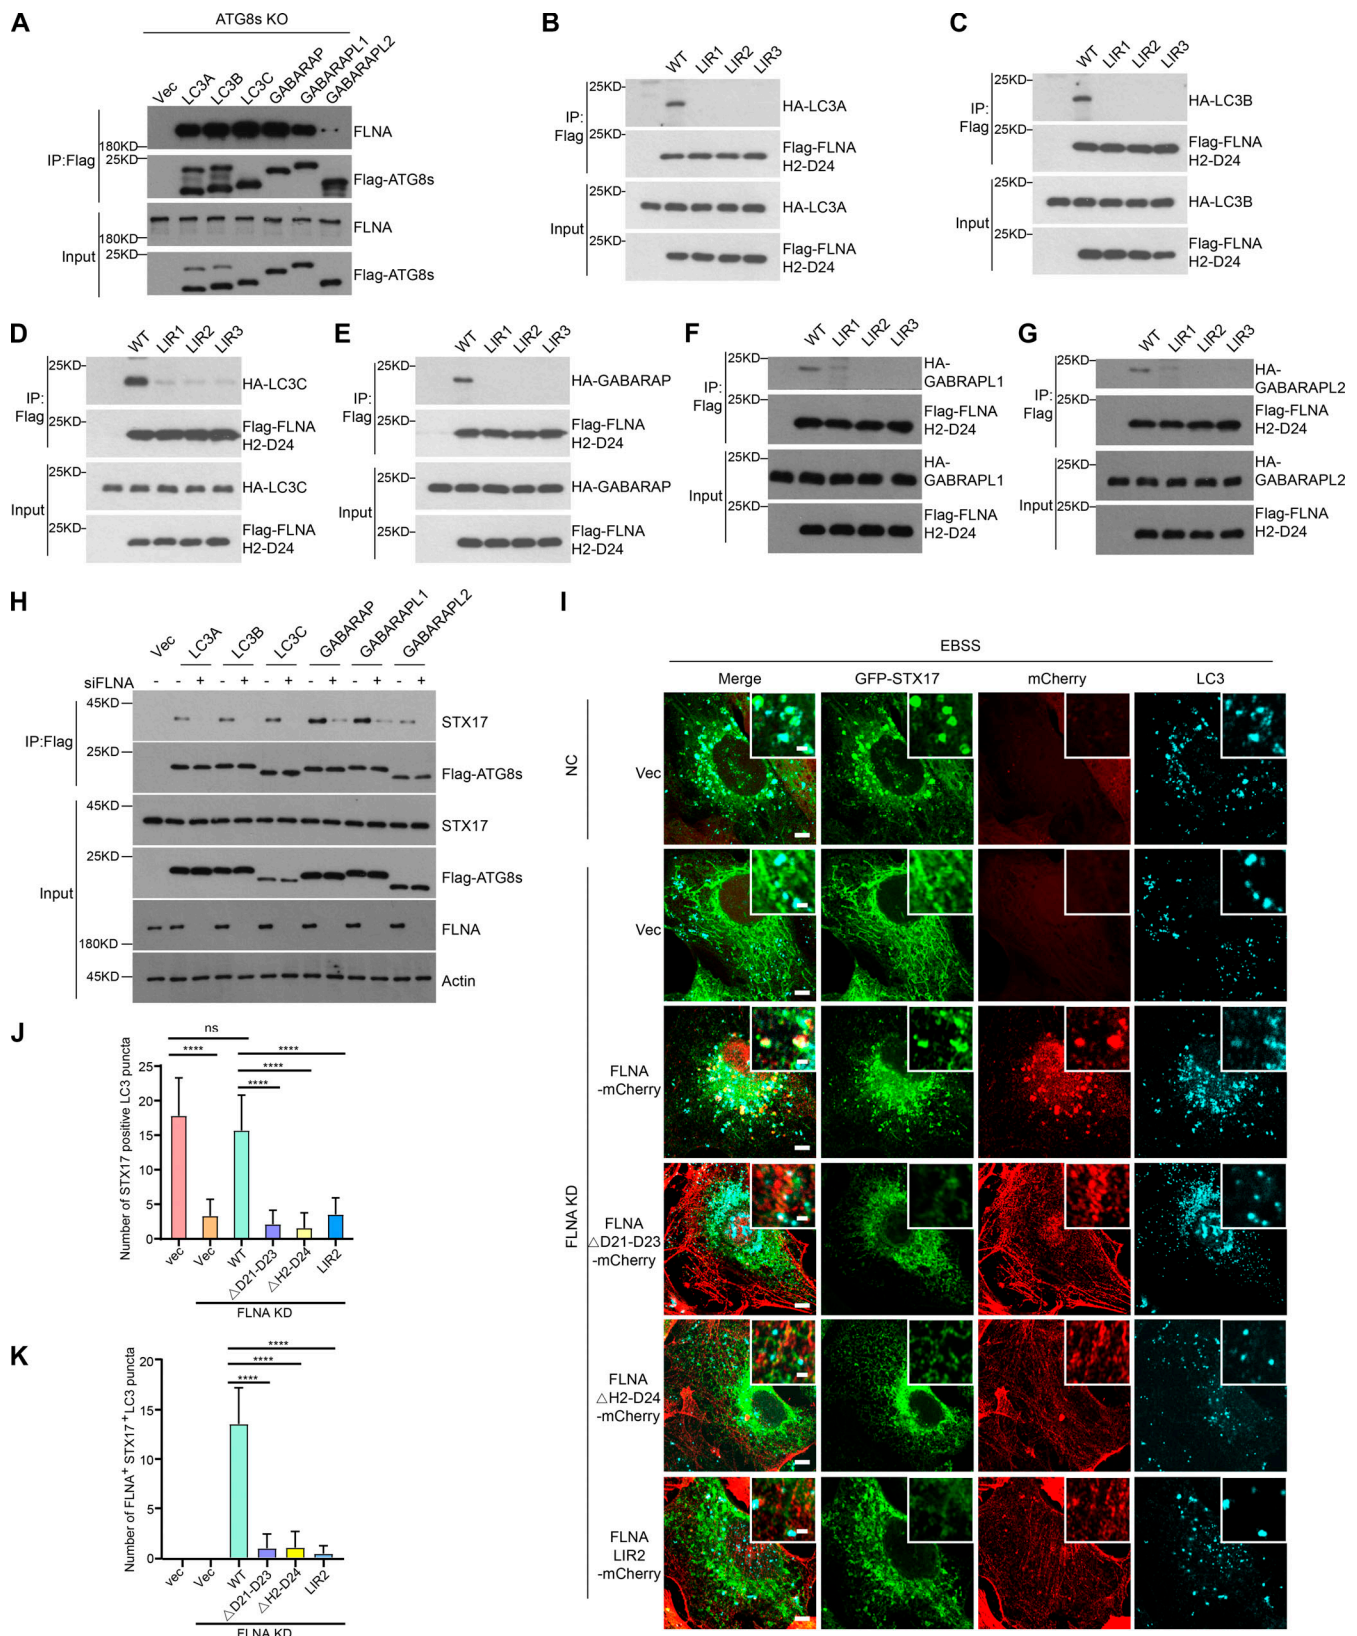 A
ATG8s KO
Vec
LC3A
LC3B
LC3C
GABARAP
GABARAPL1
GABARAPL2
IP:Flag
180KD
FLNA
25KD
Flag-ATG8s
Input
180KD
FLNA
25KD
Flag-ATG8s
B
WT LIR1 LIR2 LIR3
IP:
Flag
25KD
HA-LC3A
25KD
Flag-FLNA
H2-D24
Input
25KD
HA-LC3A
25KD
Flag-FLNA
H2-D24
C
WT LIR1 LIR2 LIR3
IP:
Flag
25KD
HA-LC3B
25KD
Flag-FLNA
H2-D24
Input
25KD
HA-LC3B
25KD
Flag-FLNA
H2-D24
D
WT LIR1 LIR2 LIR3
IP:
Flag
25KD
HA-LC3C
25KD
Flag-FLNA
H2-D24
Input
25KD
HA-LC3C
25KD
Flag-FLNA
H2-D24
E
WT LIR1 LIR2 LIR3
IP:
Flag
25KD
HA-GABARAP
25KD
Flag-FLNA
H2-D24
Input
25KD
HA-GABARAP
25KD
Flag-FLNA
H2-D24
F
WT LIR1 LIR2 LIR3
IP:
Flag
25KD
HA-
GABRAPL1
25KD
Flag-FLNA
H2-D24
Input
25KD
HA-
GABRAPL1
25KD
Flag-FLNA
H2-D24
G
WT LIR1 LIR2 LIR3
IP:
Flag
25KD
HA-
GABARAPL2
25KD
Flag-FLNA
H2-D24
Input
25KD
HA-
GABARAPL2
25KD
Flag-FLNA
H2-D24
H
Vec
LC3A
LC3B
LC3C
GABARAP
GABARAPL1
GABARAPL2
siFLNA - - + - + - + - + - + - +
IP:Flag
45KD
STX17
25KD
Flag-ATG8s
Input
45KD
STX17
25KD
Flag-ATG8s
180KD
FLNA
45KD
Actin
I
EBSS
Merge GFP-STX17 mCherry LC3
NC
Vec
FLNA KD
Vec
FLNA
-mCherry
FLNA
△D21-D23
-mCherry
FLNA
△H2-D24
-mCherry
FLNA
LIR2
-mCherry
J
Number of STX17 positive LC3 puncta
25
20
15
10
5
0
ns
****
****
****
****
vec
Vec
WT
△D21-D23
△H2-D24
LIR2
FLNA KD
K
Number of FLNA+ STX17+LC3 puncta
20
15
10
5
0
****
****
****
vec
Vec
WT
△D21-D23
△H2-D24
LIR2
FLNA KD